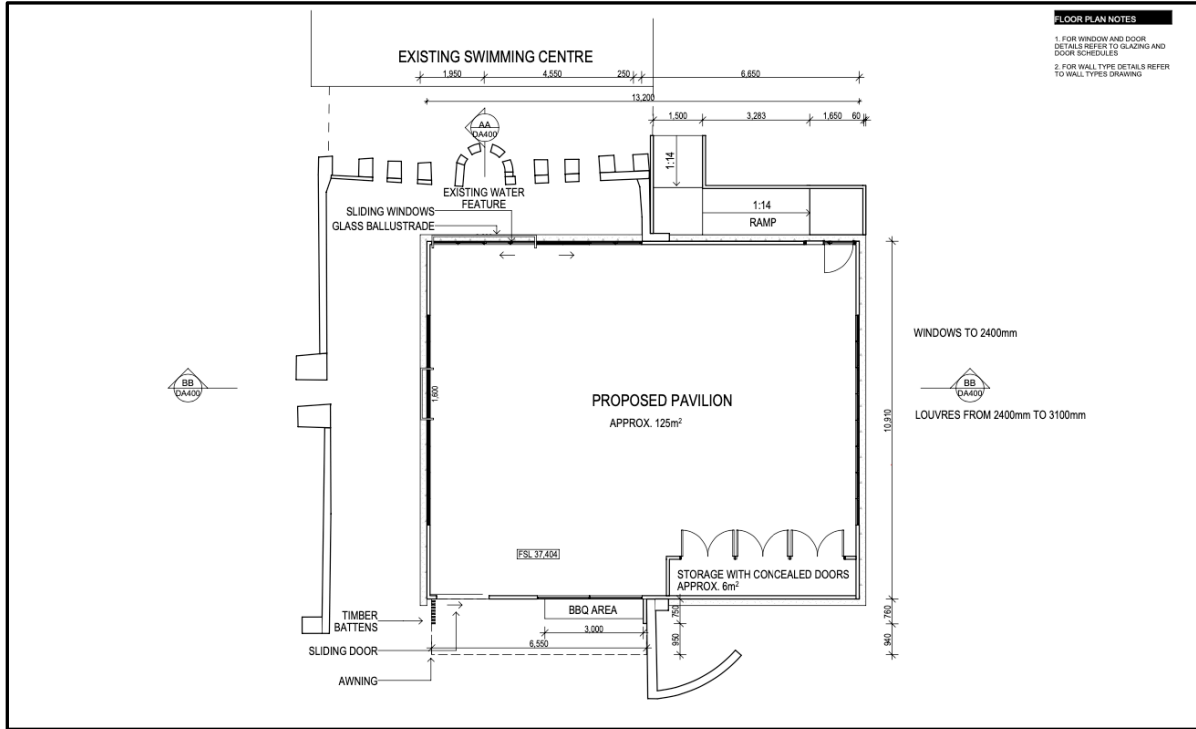 FLOOR PLAN NOTES
1. FOR WINDOW AND DOOR
DETAILS REFER TO GLAZING AND
DOOR SCHEDULES
2. FOR WALL TYPE DETAILS REFER
TO WALL TYPES DRAWING
EXISTING SWIMMING CENTRE
1,950
4,550
250
6,650
13,200
1,500
3,283
1,650
60
AA
DA400
1:14
EXISTING WATER
FEATURE
SLIDING WINDOWS
GLASS BALLUSTRADE
1:14
RAMP
WINDOWS TO 2400mm
BB
DA400
1,600
PROPOSED PAVILION
APPROX. 125m²
10,910
BB
DA400
LOUVRES FROM 2400mm TO 3100mm
FSL 37,404
STORAGE WITH CONCEALED DOORS
APPROX. 6m²
TIMBER
BATTENS
BBQ AREA
750
760
3,000
SLIDING DOOR
6,550
950
940
AWNING